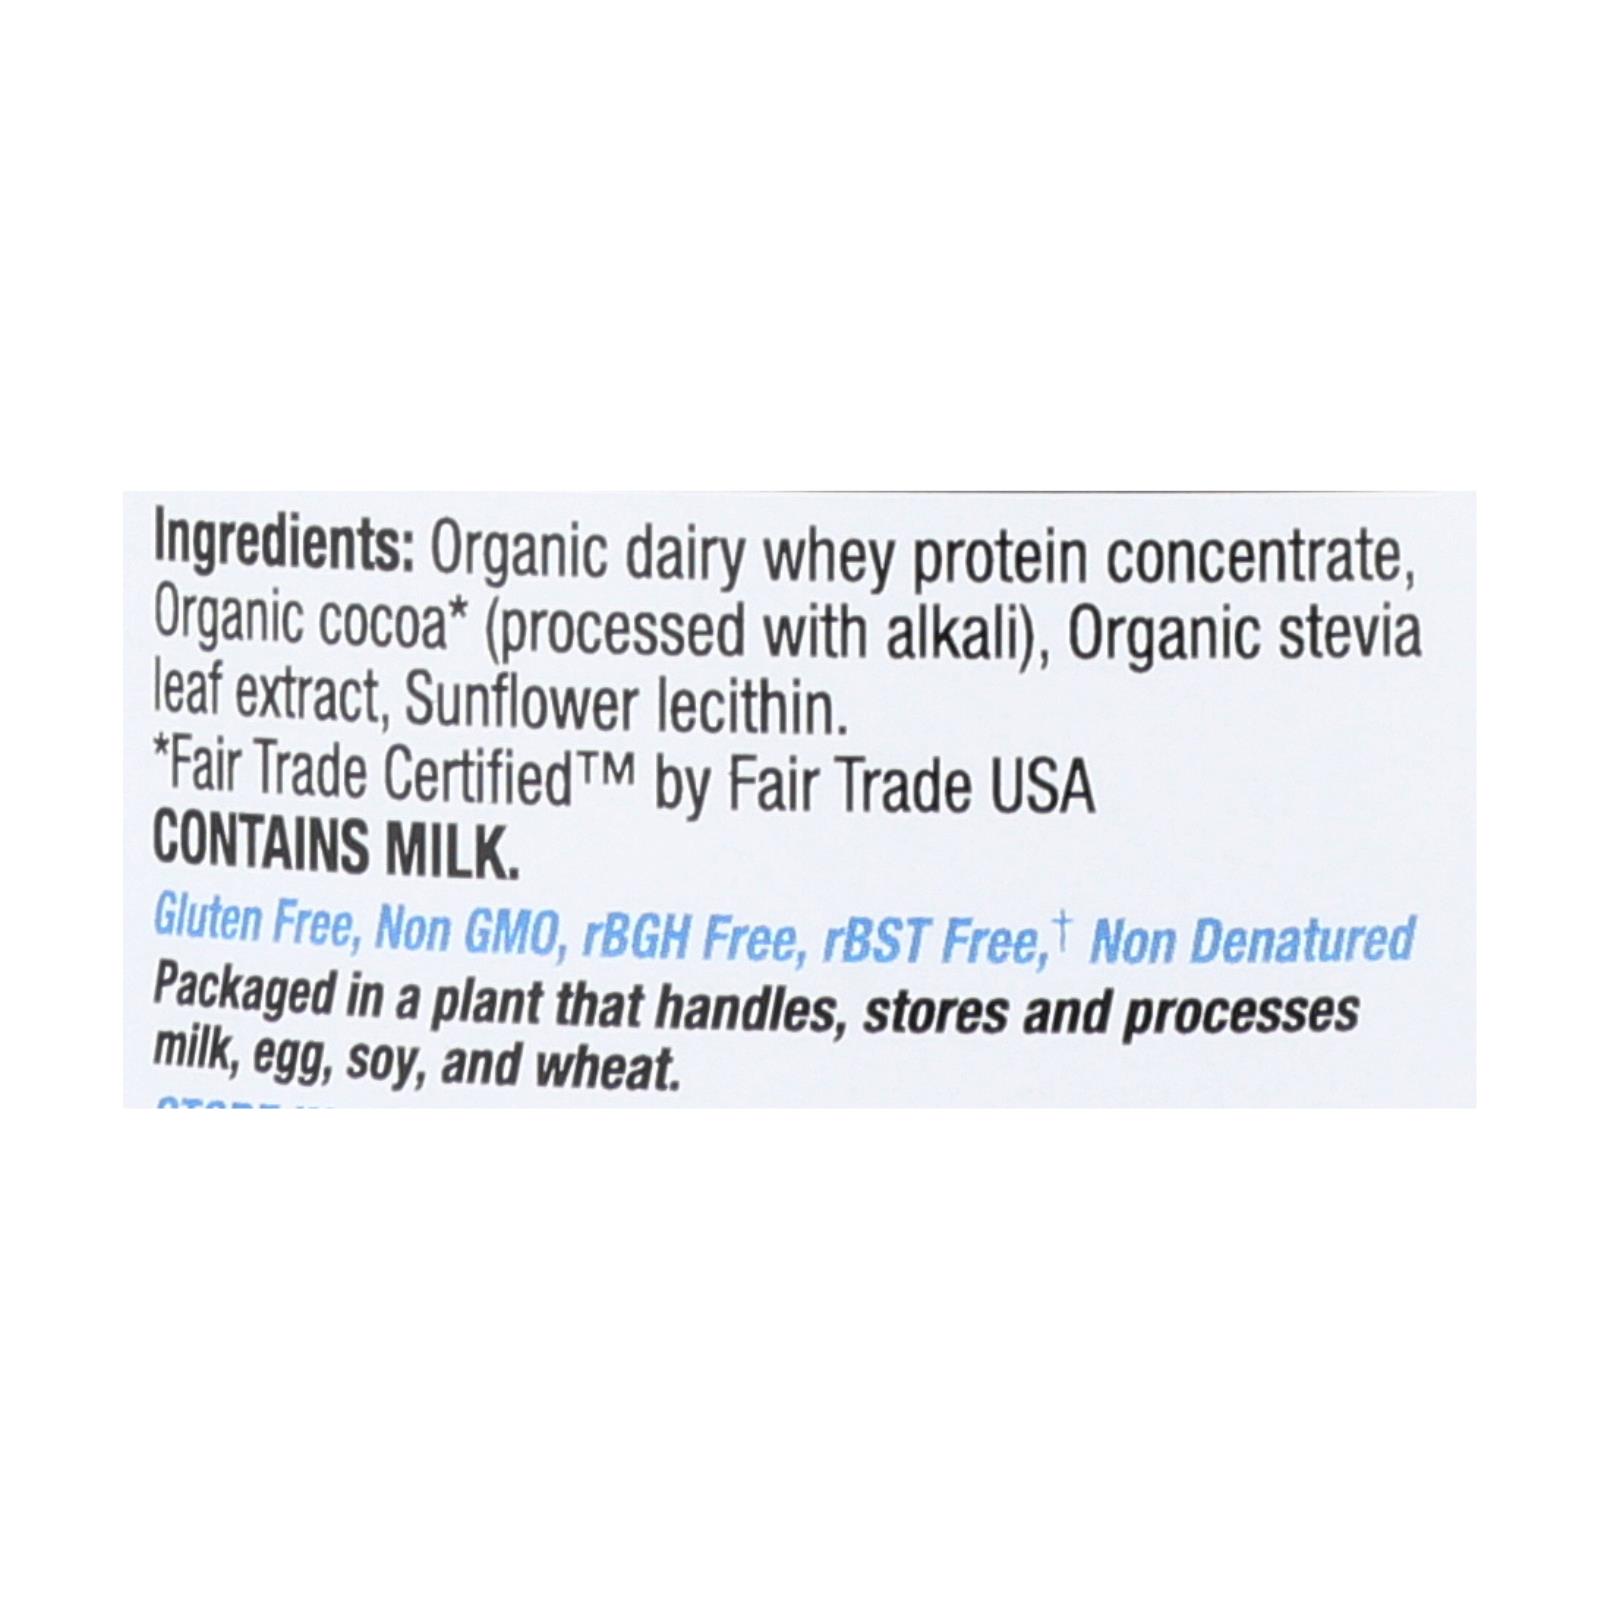 Ingredients: Organic dairy whey protein concentrate,
Organic cocoa* (processed with alkali), Organic stevia
leaf extract, Sunflower lecithin.
*Fair Trade Certified™ by Fair Trade USA
CONTAINS MILK.
Gluten Free, Non GMO, rBGH Free, rBST Free,† Non Denatured
Packaged in a plant that handles, stores and processes
milk, egg, soy, and wheat.